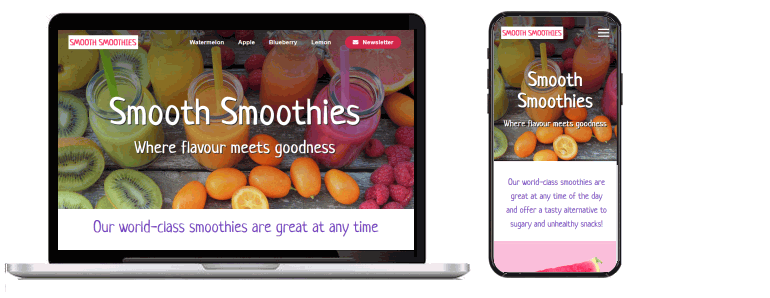 SMOOTH SMOOTHIES
Watermelon Apple Blueberry Lemon Newsletter
Smooth Smoothies
Where flavour meets goodness
Our world-class smoothies are great at any time
SMOOTH SMOOTHIES
Smooth
Smoothies
Where flavour meets goodness
Our world-class smoothies are
great at any time of the day
and offer a tasty alternative to
sugary and unhealthy snacks!